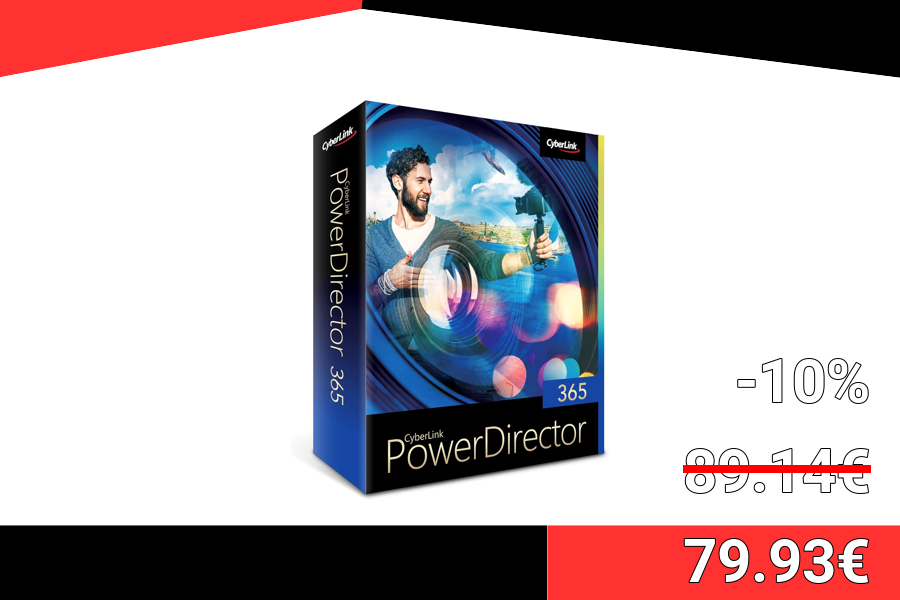 CyberLink
CyberLink
PowerDirector 365
CyberLink
365
CyberLink
PowerDirector
-10%
89.14€
79.93€